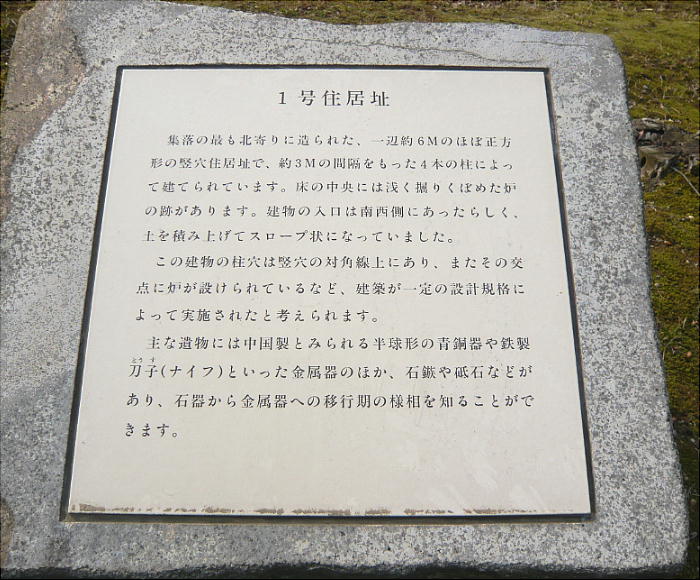 1号住居址
集落の最も北寄りに造られた、一辺約6Mのほぼ正方
形の竪穴住居址で、約3Mの間隔をもった4本の柱によっ
て建てられています。床の中央には浅く掘りくぼめた炉
の跡があります。建物の入口は南西側にあったらしく、
土を積み上げてスロープ状になっていました。
この建物の柱穴は竪穴の対角線上にあり、またその交
点に炉が設けられているなど、建築が一定の設計規格に
よって実施されたと考えられます。
主な遺物には中国製とみられる半球形の青銅器や鉄製
とう す
刀子(ナイフ)といった金属器のほか、石鏃や砥石などが
あり、石器から金属器への移行期の様相を知ることがで
きます。